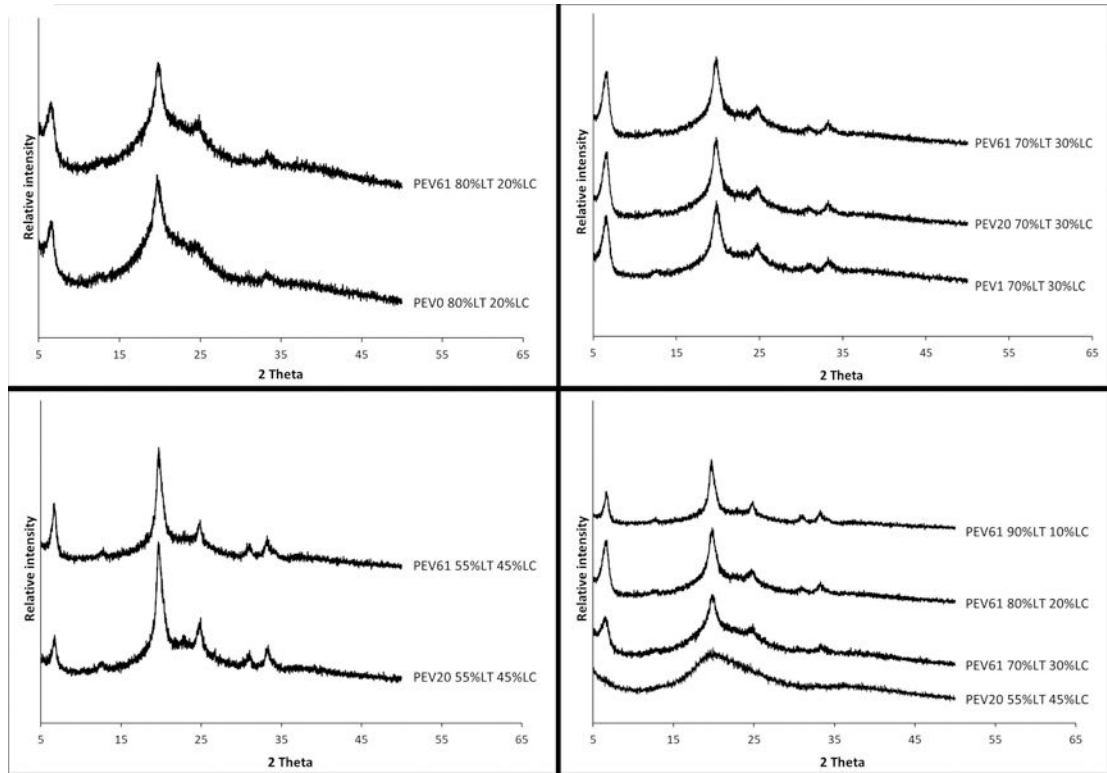 Relative intensity
PEV61 80%LT 20%LC
PEV0 80%LT 20%LC
5 15 25 35 45 55 65
2 Theta
Relative intensity
PEV61 70%LT 30%LC
PEV20 70%LT 30%LC
PEV1 70%LT 30%LC
5 15 25 35 45 55 65
2 Theta
Relative intensity
PEV61 55%LT 45%LC
PEV20 55%LT 45%LC
5 15 25 35 45 55 65
2 Theta
Relative intensity
PEV61 90%LT 10%LC
PEV61 80%LT 20%LC
PEV61 70%LT 30%LC
PEV20 55%LT 45%LC
5 15 25 35 45 55 65
2 Theta